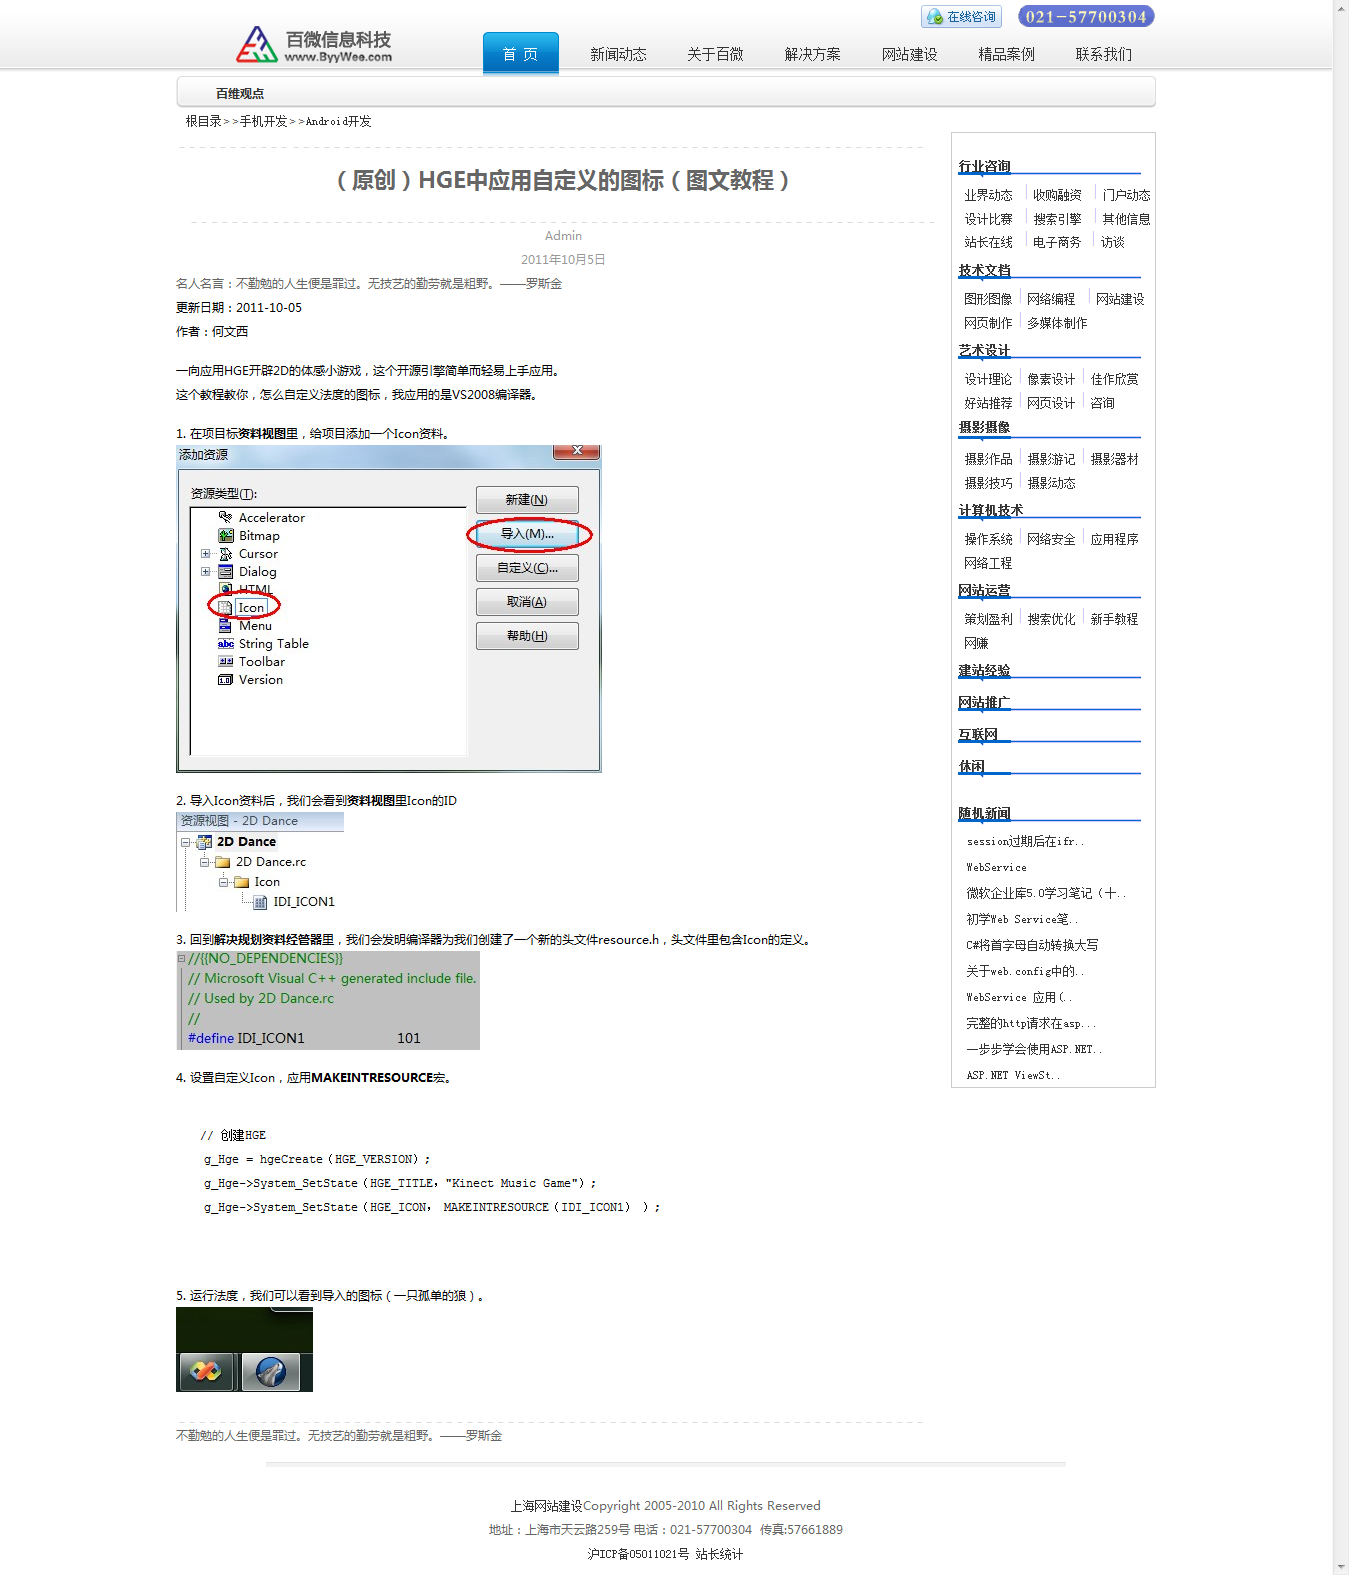 在线咨询
021-57700304
百微信息科技
www.ByyWee.com
首 页 新闻动态 关于百微 解决方案 网站建设 精品案例 联系我们
百维观点
根目录>>手机开发>>Android开发
（原创）HGE中应用自定义的图标（图文教程）
Admin
2011年10月5日
名人名言：不勤勉的人生便是罪过。无技艺的勤劳就是粗野。——罗斯金
更新日期：2011-10-05
作者：何文西
一向应用HGE开辟2D的体感小游戏，这个开源引擎简单而轻易上手应用。
这个教程教你，怎么自定义法度的图标，我应用的是VS2008编译器。
1. 在项目标资料视图里，给项目添加一个Icon资料。
添加资源
资源类型(T):
Accelerator
Bitmap
Cursor
Dialog
HTML
Icon
Menu
String Table
Toolbar
Version
新建(N)
导入(M)...
自定义(C)...
取消(A)
帮助(H)
2. 导入Icon资料后，我们会看到资料视图里Icon的ID
资源视图 - 2D Dance
2D Dance
2D Dance.rc
Icon
IDI_ICON1
3. 回到解决规划资料经管器里，我们会发明编译器为我们创建了一个新的头文件resource.h，头文件里包含Icon的定义。
//{{NO_DEPENDENCIES}}
// Microsoft Visual C++ generated include file.
// Used by 2D Dance.rc
//
#define IDI_ICON1 101
4. 设置自定义Icon，应用MAKEINTRESOURCE宏。
// 创建HGE
g_Hge = hgeCreate（HGE_VERSION）;
g_Hge->System_SetState（HGE_TITLE，"Kinect Music Game"）;
g_Hge->System_SetState（HGE_ICON， MAKEINTRESOURCE（IDI_ICON1） ）;
5. 运行法度，我们可以看到导入的图标（一只孤单的狼）。
不勤勉的人生便是罪过。无技艺的勤劳就是粗野。——罗斯金
行业咨询
业界动态 收购融资 门户动态
设计比赛 搜索引擎 其他信息
站长在线 电子商务 访谈
技术文档
图形图像 网络编程 网站建设
网页制作 多媒体制作
艺术设计
设计理论 像素设计 佳作欣赏
好站推荐 网页设计 咨询
摄影摄像
摄影作品 摄影游记 摄影器材
摄影技巧 摄影动态
计算机技术
操作系统 网络安全 应用程序
网络工程
网站运营
策划盈利 搜索优化 新手教程
网赚
建站经验
网站推广
互联网
休闲
随机新闻
session过期后在ifr..
WebService
微软企业库5.0学习笔记（十..
初学Web Service笔..
C#将首字母自动转换大写
关于web.config中的..
WebService 应用(..
完整的http请求在asp...
一步步学会使用ASP.NET..
ASP.NET ViewSt..
上海网站建设Copyright 2005-2010 All Rights Reserved
地址：上海市天云路259号 电话：021-57700304 传真:57661889
沪ICP备05011021号 站长统计